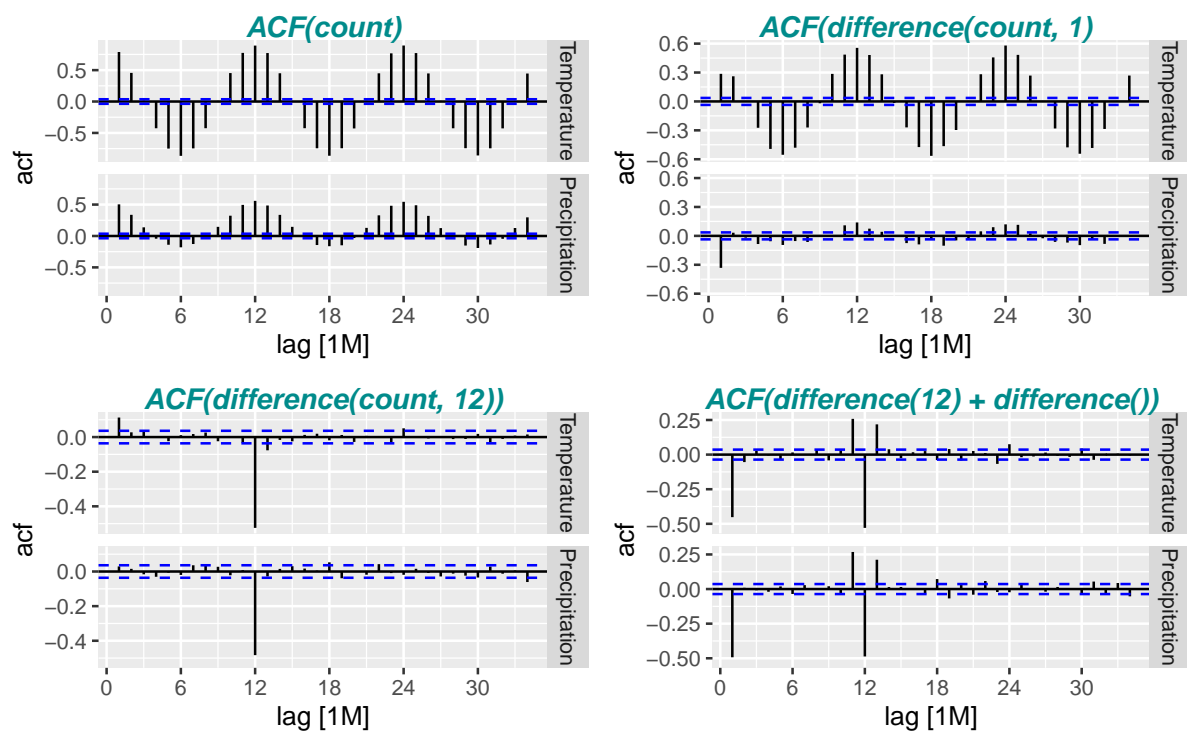 ACF(count)
0.5
0.0
−0.5
Temperature
0.5
0.0
−0.5
Precipitation
acf
0
6
12
18
24
30
lag [1M]
ACF(difference(count, 1)
0.6
0.3
0.0
−0.3
−0.6
Temperature
0.6
0.3
0.0
−0.3
−0.6
Precipitation
acf
0
6
12
18
24
30
lag [1M]
ACF(difference(count, 12))
0.0
−0.2
−0.4
Temperature
0.0
−0.2
−0.4
Precipitation
acf
0
6
12
18
24
30
lag [1M]
ACF(difference(12) + difference())
0.25
0.00
−0.25
−0.50
Temperature
0.25
0.00
−0.25
−0.50
Precipitation
acf
0
6
12
18
24
30
lag [1M]